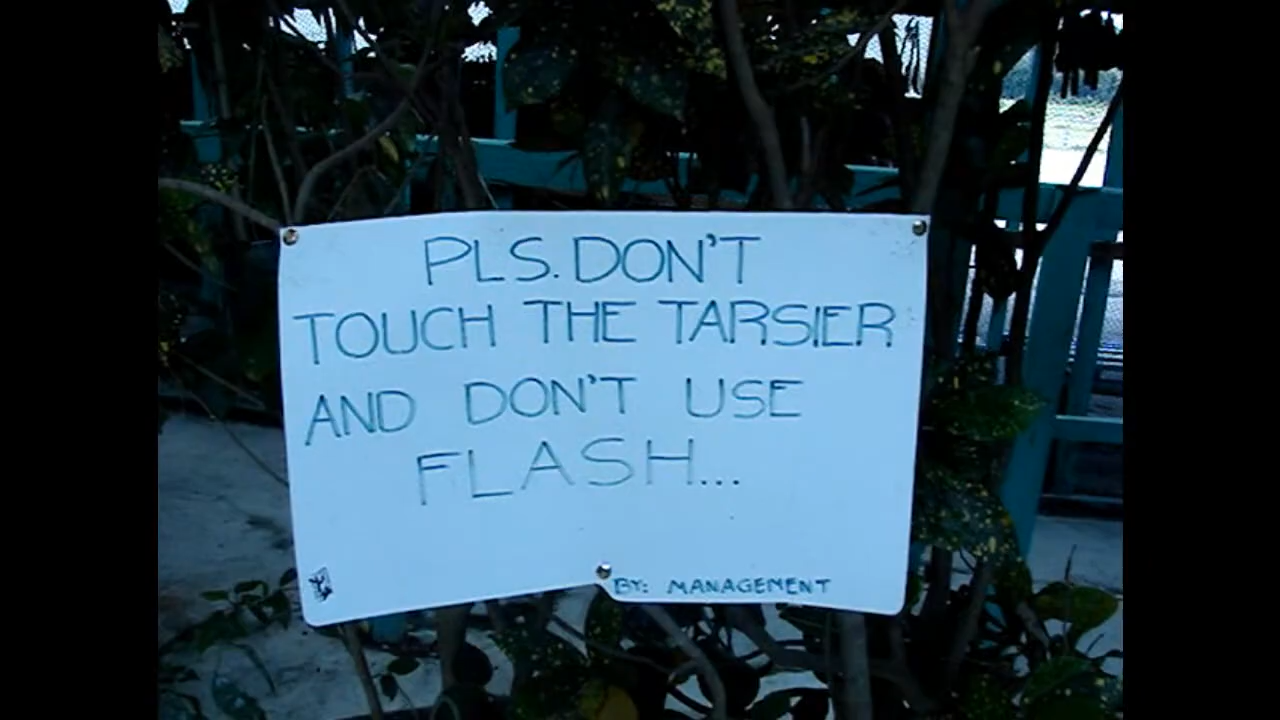 PLS. DON'T
TOUCH THE TARSIER
AND DON'T USE
FLASH...
BY: MANAGEMENT